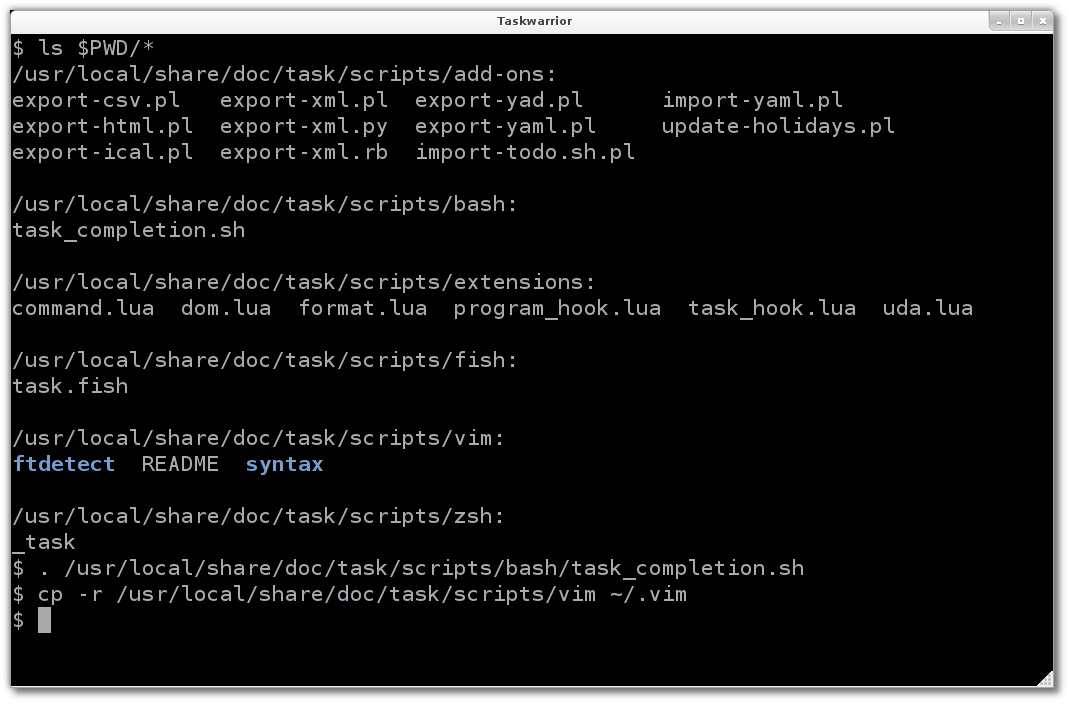 Taskwarrior
$ ls $PWD/*
/usr/local/share/doc/task/scripts/add-ons:
export-csv.pl   export-xml.pl  export-yad.pl      import-yaml.pl
export-html.pl  export-xml.py  export-yaml.pl     update-holidays.pl
export-ical.pl  export-xml.rb  import-todo.sh.pl
/usr/local/share/doc/task/scripts/bash:
task_completion.sh
/usr/local/share/doc/task/scripts/extensions:
command.lua  dom.lua  format.lua  program_hook.lua  task_hook.lua  uda.lua
/usr/local/share/doc/task/scripts/fish:
task.fish
/usr/local/share/doc/task/scripts/vim:
ftdetect  README  syntax
/usr/local/share/doc/task/scripts/zsh:
_task
$ . /usr/local/share/doc/task/scripts/bash/task_completion.sh
$ cp -r /usr/local/share/doc/task/scripts/vim ~/.vim
$